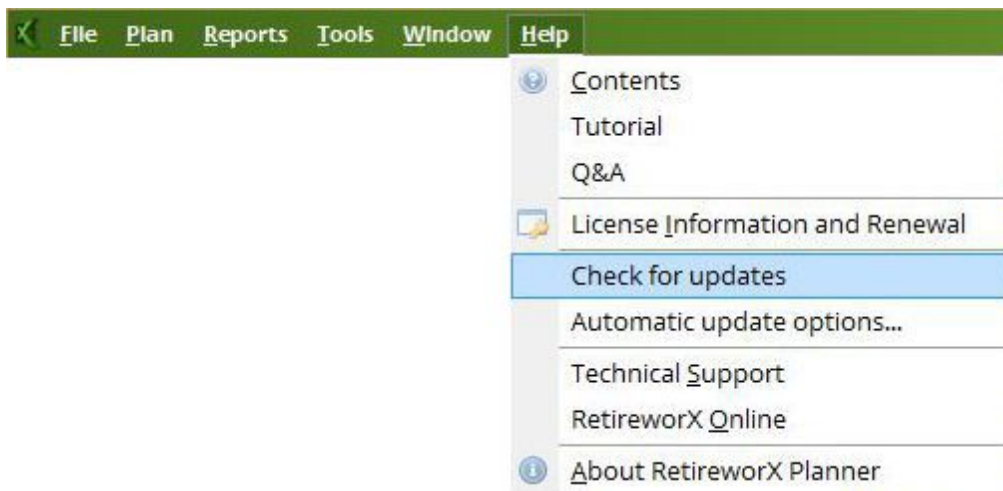 File Plan Reports Tools Window Help
Contents
Tutorial
Q&A
License Information and Renewal
Check for updates
Automatic update options...
Technical Support
RetireworX Online
About RetireworX Planner